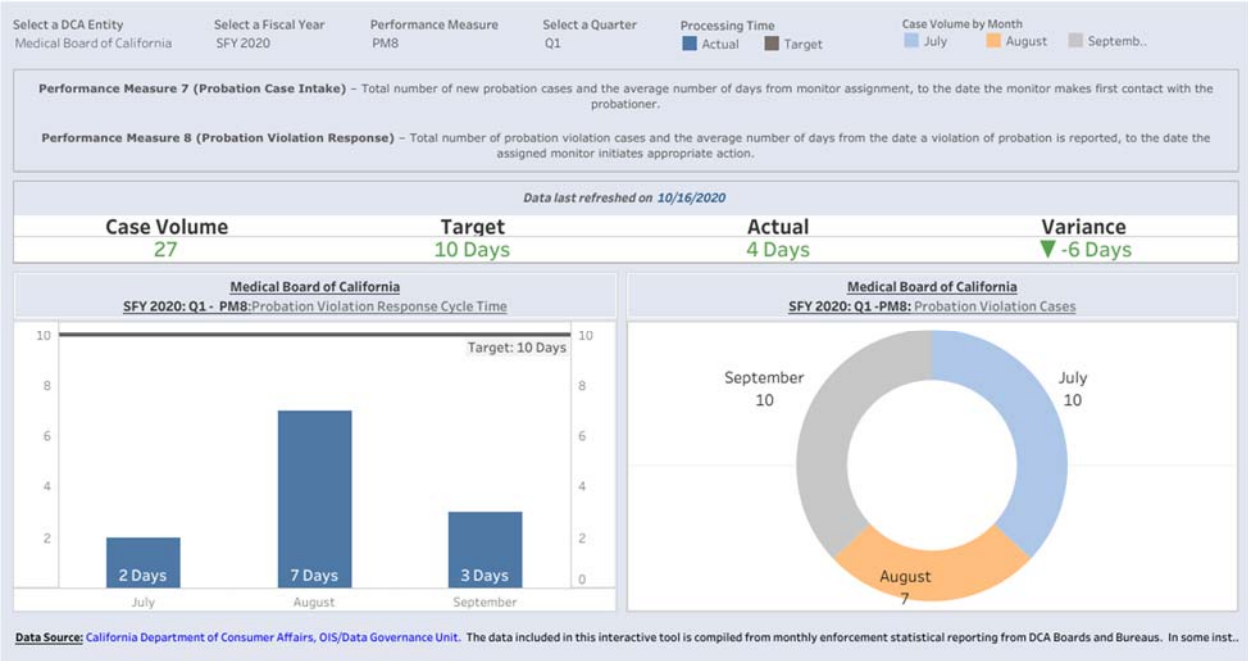 Select a DCA Entity
Medical Board of California
Select a Fiscal Year
SFY 2020
Performance Measure
PM8
Select a Quarter
Q1
Processing Time
Actual
Target
Case Volume by Month
July
August
Septemb..
Performance Measure 7 (Probation Case Intake) – Total number of new probation cases and the average number of days from monitor assignment, to the date the monitor makes first contact with the
probationer.
Performance Measure 8 (Probation Violation Response) – Total number of probation violation cases and the average number of days from the date a violation of probation is reported, to the date the
assigned monitor initiates appropriate action.
Data last refreshed on 10/16/2020
Case Volume
27
Target
10 Days
Actual
4 Days
Variance
▼ -6 Days
Medical Board of California
SFY 2020: Q1 - PM8:Probation Violation Response Cycle Time
10
8
6
4
2
Target: 10 Days
10
8
6
4
2
0
2 Days
7 Days
3 Days
July
August
September
Medical Board of California
SFY 2020: Q1 -PM8: Probation Violation Cases
September
10
July
10
August
7
Data Source: California Department of Consumer Affairs, OIS/Data Governance Unit. The data included in this interactive tool is compiled from monthly enforcement statistical reporting from DCA Boards and Bureaus. In some inst..